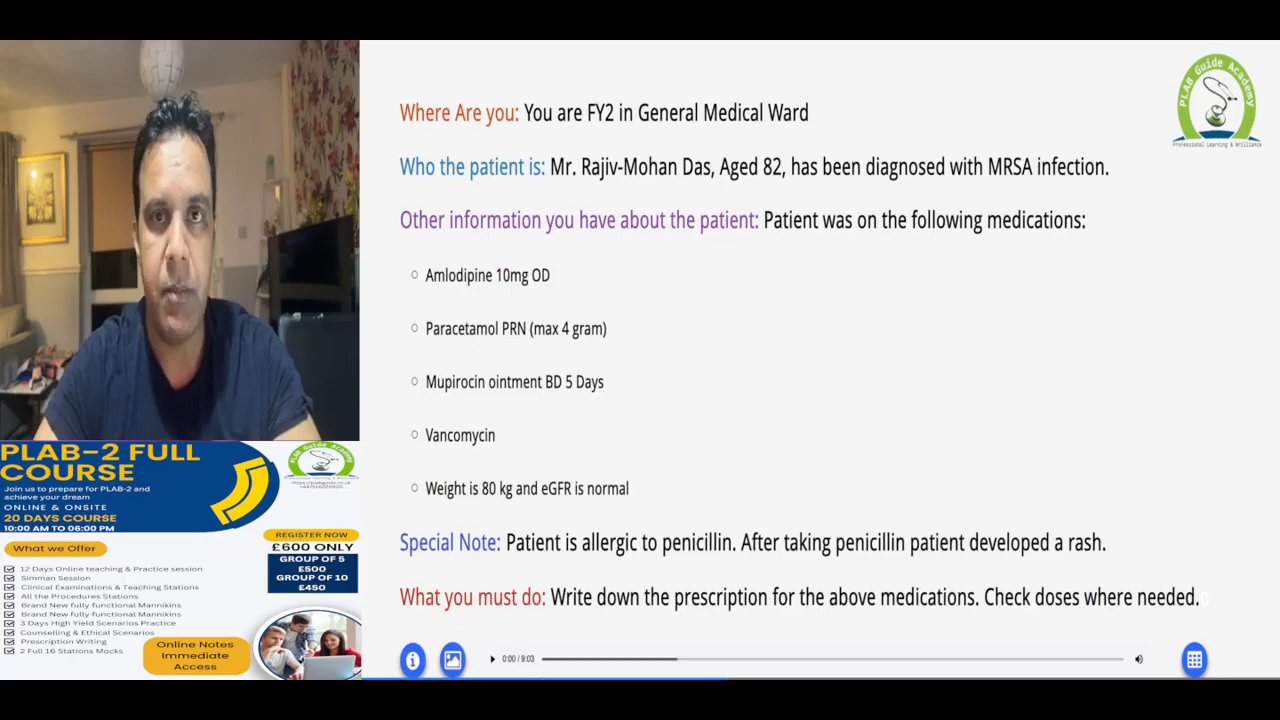 Where Are you: You are FY2 in General Medical Ward
Who the patient is: Mr. Rajiv-Mohan Das, Aged 82, has been diagnosed with MRSA infection.
Other information you have about the patient: Patient was on the following medications:
Amlodipine 10mg OD
Paracetamol PRN (max 4 gram)
Mupirocin ointment BD 5 Days
Vancomycin
Weight is 80 kg and eGFR is normal
Special Note: Patient is allergic to penicillin. After taking penicillin patient developed a rash.
What you must do: Write down the prescription for the above medications. Check doses where needed.
0:00 / 9:03
PLAB Guide Academy
Professional Learning & Brilliance
PLAB-2 FULL
COURSE
Join us to prepare for PLAB-2 and
achieve your dream
ONLINE & ONSITE
20 DAYS COURSE
10:00 AM TO 06:00 PM
What we Offer
12 Days Online teaching & Practice session
Simman Session
Clinical Examinations & Teaching Stations
All the Procedures Stations
Brand New fully functional Mannikins
Brand New fully functional Mannikins
3 Days High Yield Scenarios Practice
Counselling & Ethical Scenarios
Prescription Writing
2 Full 16 Stations Mocks
PLAB Guide Academy
REGISTER NOW
£600 ONLY
GROUP OF 5
£500
GROUP OF 10
£450
Online Notes
Immediate
Access